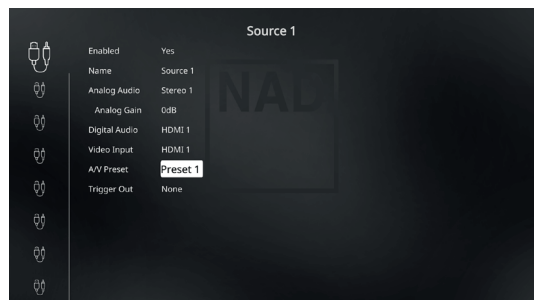 Source 1
Enabled Yes
Name Source 1
Analog Audio Stereo 1
Analog Gain 0dB
Digital Audio HDMI 1
Video Input HDMI 1
A/V Preset Preset 1
Trigger Out None
NAD